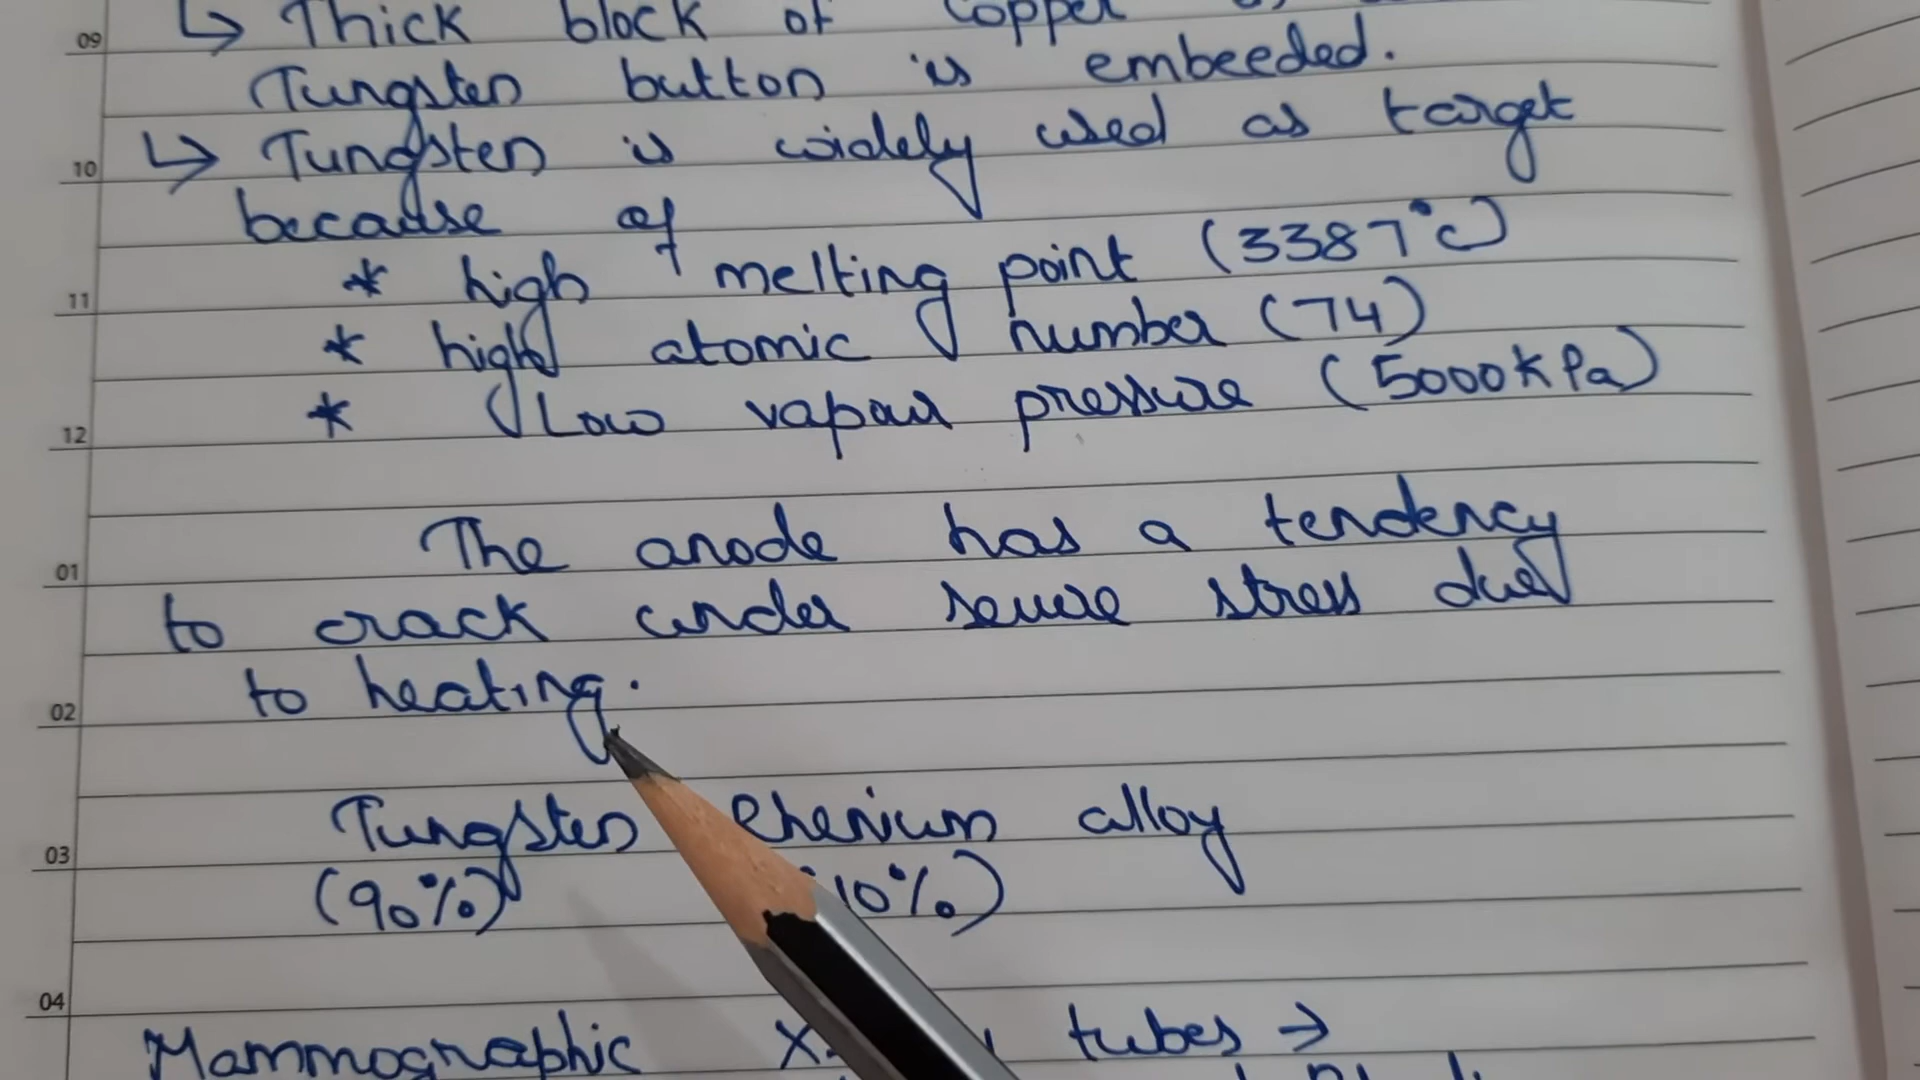 09
↳ Thick block of Copper
Tungsten button is embeeded.
10
↳ Tungsten is widely used as target
because of
11
* high melting point (3387°C)
* high atomic number (74)
12
* Low vapour pressure (5000KPa)
01
The anode has a tendency
to crack under severe stress due
02
to heating.
03
Tungsten Rhenium alloy
(90%) 10%)
04
Mammographic X- tubes →